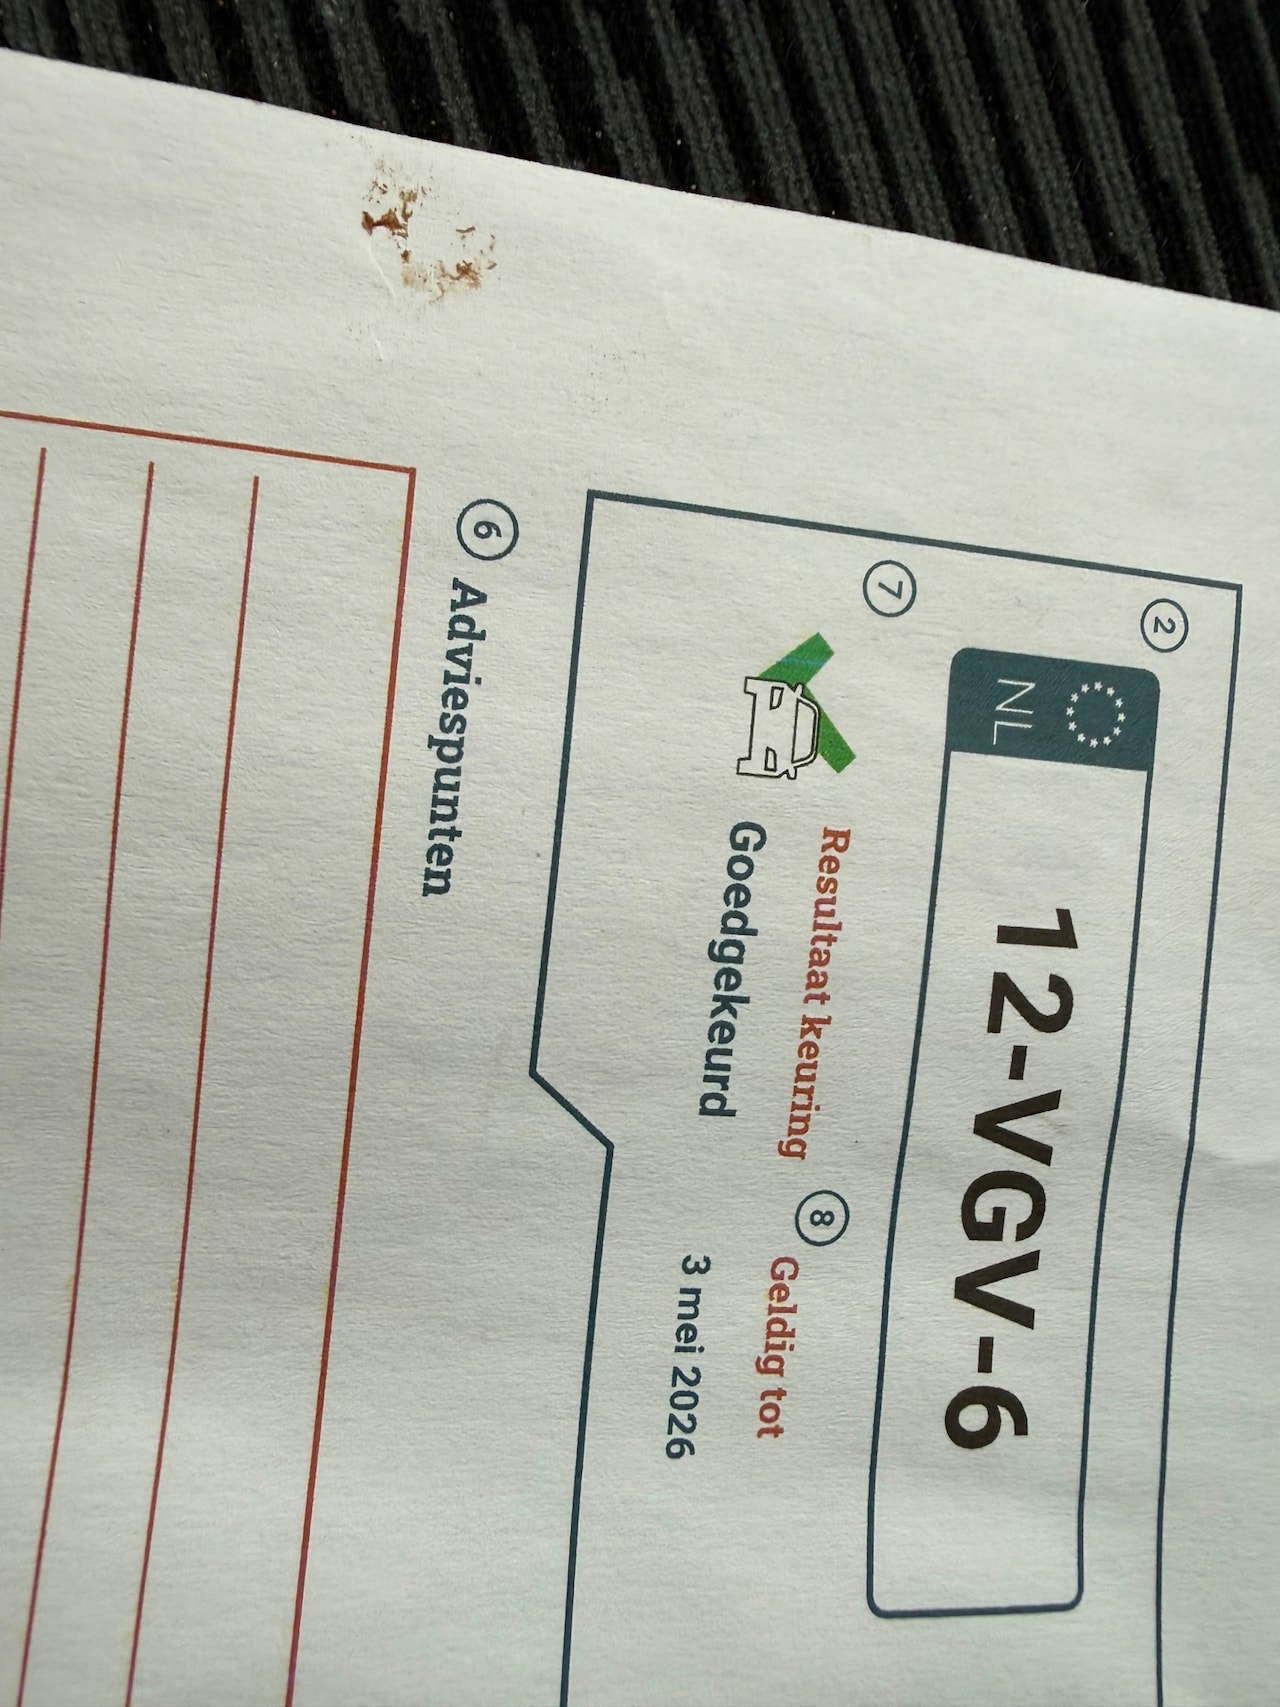 2
NL 12-VGV-6
7 Resultaat keuring
Goedgekeurd
8 Geldig tot
3 mei 2026
6 Adviespunten